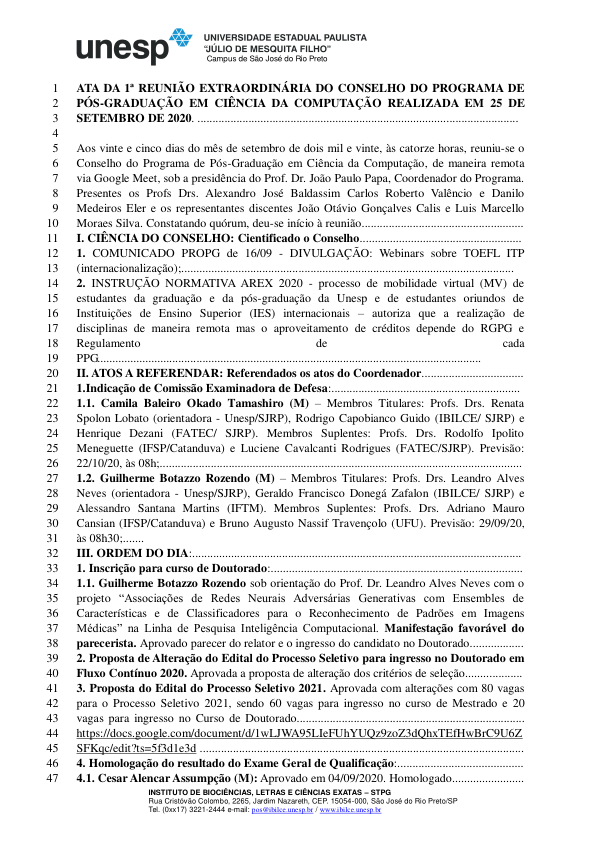 unesp
UNIVERSIDADE ESTADUAL PAULISTA
“JÚLIO DE MESQUITA FILHO”
Campus de São José do Rio Preto
1 ATA DA 1ª REUNIÃO EXTRAORDINÁRIA DO CONSELHO DO PROGRAMA DE
2 PÓS-GRADUAÇÃO EM CIÊNCIA DA COMPUTAÇÃO REALIZADA EM 25 DE
3 SETEMBRO DE 2020. ...............................................................................................
4
5 Aos vinte e cinco dias do mês de setembro de dois mil e vinte, às catorze horas, reuniu-se o
6 Conselho do Programa de Pós-Graduação em Ciência da Computação, de maneira remota
7 via Google Meet, sob a presidência do Prof. Dr. João Paulo Papa, Coordenador do Programa.
8 Presentes os Profs Drs. Alexandro José Baldassim Carlos Roberto Valêncio e Danilo
9 Medeiros Eler e os representantes discentes João Otávio Gonçalves Calis e Luis Marcello
10 Moraes Silva. Constatando quórum, deu-se início à reunião................................................
11 I. CIÊNCIA DO CONSELHO: Cientificado o Conselho................................................
12 1. COMUNICADO PROPG de 16/09 - DIVULGAÇÃO: Webinars sobre TOEFL ITP
13 (internacionalização);...................................................................................................
14 2. INSTRUÇÃO NORMATIVA AREX 2020 - processo de mobilidade virtual (MV) de
15 estudantes da graduação e da pós-graduação da Unesp e de estudantes oriundos de
16 Instituições de Ensino Superior (IES) internacionais – autoriza que a realização de
17 disciplinas de maneira remota mas o aproveitamento de créditos depende do RGPG e
18 Regulamento de cada
19 PPG.................................................................................................................
20 II. ATOS A REFERENDAR: Referendados os atos do Coordenador..............................
21 1.Indicação de Comissão Examinadora de Defesa:........................................................
22 1.1. Camila Baleiro Okado Tamashiro (M) – Membros Titulares: Profs. Drs. Renata
23 Spolon Lobato (orientadora - Unesp/SJRP), Rodrigo Capobianco Guido (IBILCE/ SJRP) e
24 Henrique Dezani (FATEC/ SJRP). Membros Suplentes: Profs. Drs. Rodolfo Ipolito
25 Meneguette (IFSP/Catanduva) e Luciene Cavalcanti Rodrigues (FATEC/SJRP). Previsão:
26 22/10/20, às 08h;...........................................................................................................
27 1.2. Guilherme Botazzo Rozendo (M) – Membros Titulares: Profs. Drs. Leandro Alves
28 Neves (orientadora - Unesp/SJRP), Geraldo Francisco Donegá Zafalon (IBILCE/ SJRP) e
29 Alessandro Santana Martins (IFTM). Membros Suplentes: Profs. Drs. Adriano Mauro
30 Cansian (IFSP/Catanduva) e Bruno Augusto Nassif Travençolo (UFU). Previsão: 29/09/20,
31 às 08h30;......
32 III. ORDEM DO DIA:..................................................................................................
33 1. Inscrição para curso de Doutorado:...........................................................................
34 1.1. Guilherme Botazzo Rozendo sob orientação do Prof. Dr. Leandro Alves Neves com o
35 projeto “Associações de Redes Neurais Adversárias Generativas com Ensembles de
36 Características e de Classificadores para o Reconhecimento de Padrões em Imagens
37 Médicas” na Linha de Pesquisa Inteligência Computacional. Manifestação favorável do
38 parecerista. Aprovado parecer do relator e o ingresso do candidato no Doutorado................
39 2. Proposta de Alteração do Edital do Processo Seletivo para ingresso no Doutorado em
40 Fluxo Contínuo 2020. Aprovada a proposta de alteração dos critérios de seleção.................
41 3. Proposta do Edital do Processo Seletivo 2021. Aprovada com alterações com 80 vagas
42 para o Processo Seletivo 2021, sendo 60 vagas para ingresso no curso de Mestrado e 20
43 vagas para ingresso no Curso de Doutorado...................................................................
44 https://docs.google.com/document/d/1wLJWA95LIeFUhYUQz9zoZ3dQhxTEfHwBrC9U6Z
45 SFKqc/edit?ts=5f3d1e3d ................................................................................................
46 4. Homologação do resultado do Exame Geral de Qualificação:.....................................
47 4.1. Cesar Alencar Assumpção (M): Aprovado em 04/09/2020. Homologado.....................
INSTITUTO DE BIOCIÊNCIAS, LETRAS E CIÊNCIAS EXATAS – STPG
Rua Cristóvão Colombo, 2265, Jardim Nazareth, CEP. 15054-000, São José do Rio Preto/SP
Tel. (0xx17) 3221-2444 e-mail: pos@ibilce.unesp.br / www.ibilce.unesp.br